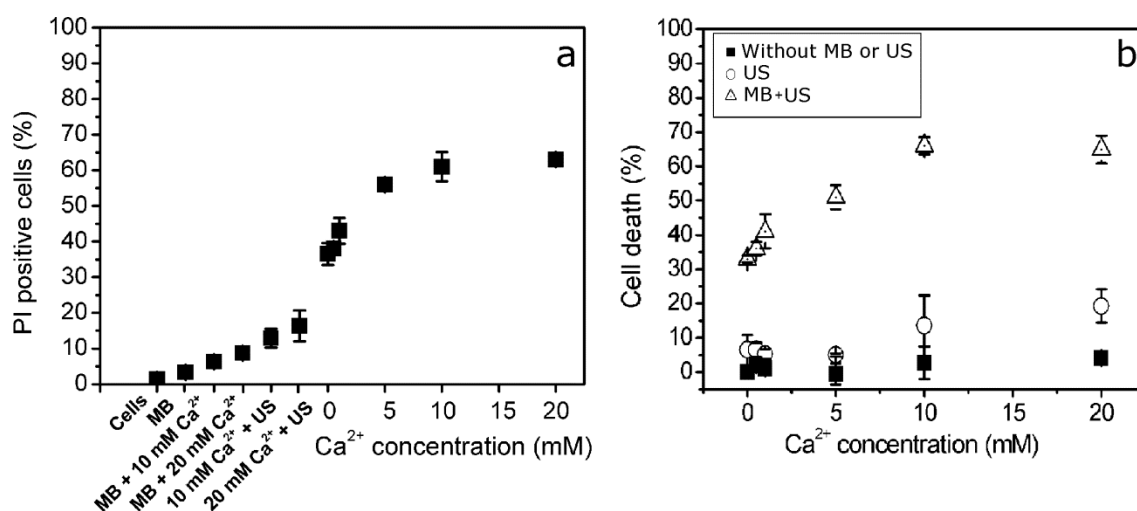 a
PI positive cells (%)
100
90
80
70
60
50
40
30
20
10
0
Cells
MB
MB + 10 mM Ca²⁺
MB + 20 mM Ca²⁺
10 mM Ca²⁺ + US
20 mM Ca²⁺ + US
0 5 10 15 20
Ca²⁺ concentration (mM)
b
Without MB or US
US
MB+US
Cell death (%)
100
90
80
70
60
50
40
30
20
10
0
0 5 10 15 20
Ca²⁺ concentration (mM)